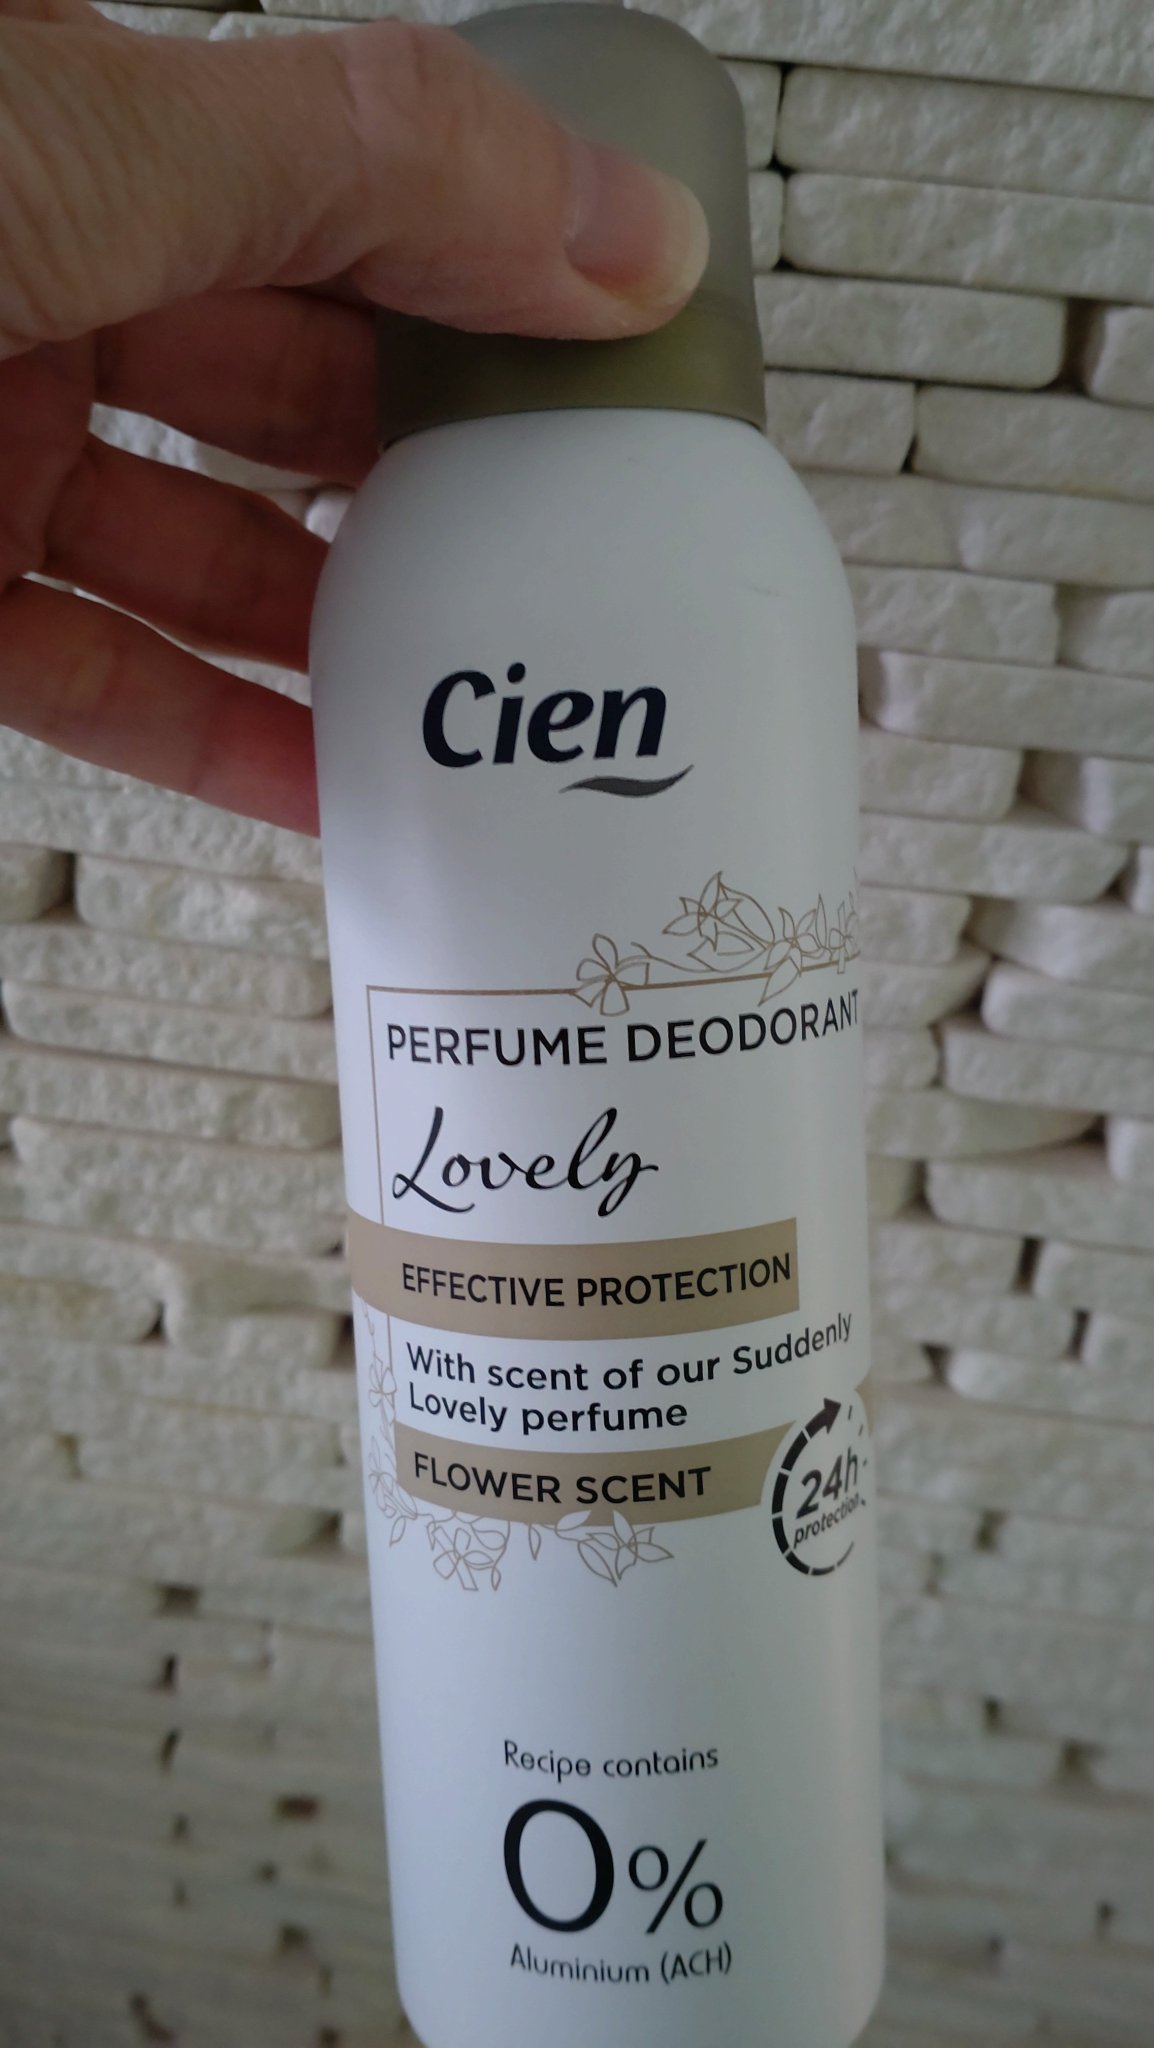 Cien
PERFUME DEODORANT
Lovely
EFFECTIVE PROTECTION
With scent of our Suddenly
Lovely perfume
FLOWER SCENT
24h
protection
Recipe contains
0%
Aluminium (ACH)